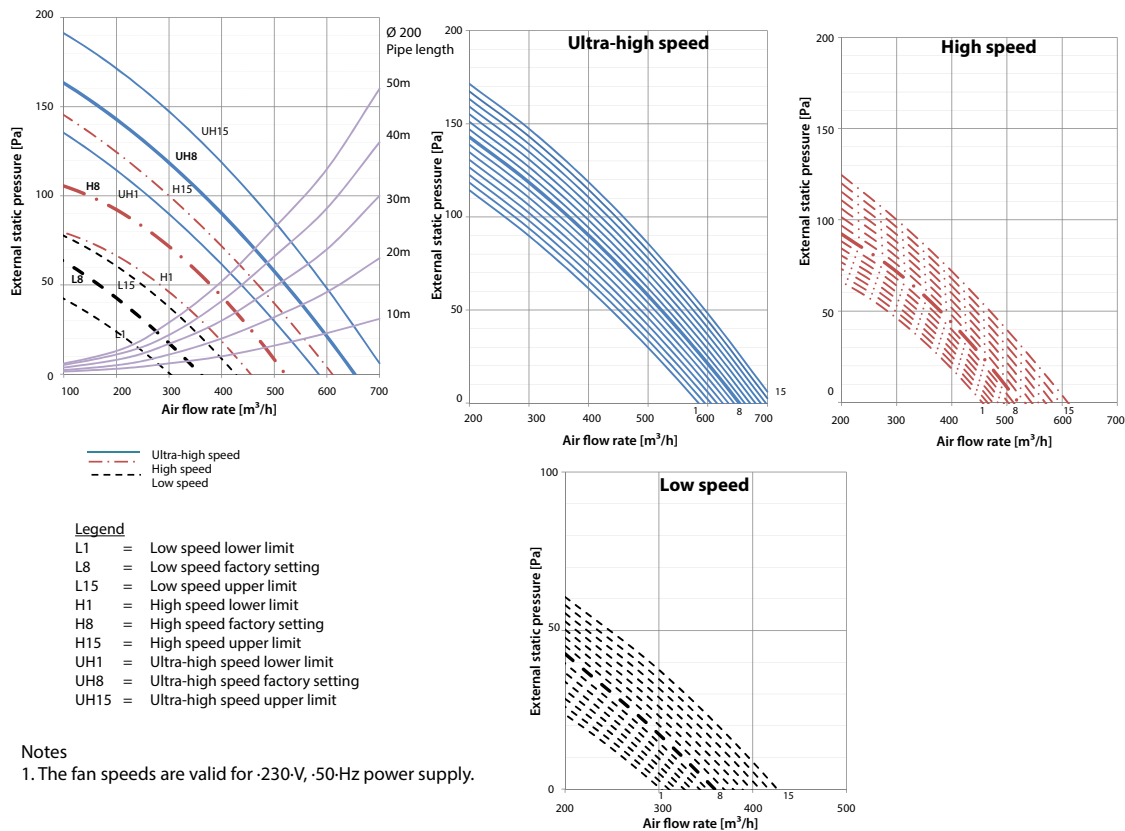 200
150
100
50
0
100
200
300
400
500
600
700
External static pressure [Pa]
Air flow rate [m³/h]
UH15
UH8
H15
H8
UH1
H1
L8
L15
L1
Ø 200
Pipe length
50m
40m
30m
20m
10m
Ultra-high speed
200
150
100
50
0
200
300
400
500
600
700
1
8
15
External static pressure [Pa]
Air flow rate [m³/h]
High speed
200
150
100
50
0
200
300
400
500
600
700
1
8
15
External static pressure [Pa]
Air flow rate [m³/h]
Ultra-high speed
High speed
Low speed
Low speed
100
50
0
200
300
400
500
1
8
15
External static pressure [Pa]
Air flow rate [m³/h]
Legend
L1 = Low speed lower limit
L8 = Low speed factory setting
L15 = Low speed upper limit
H1 = High speed lower limit
H8 = High speed factory setting
H15 = High speed upper limit
UH1 = Ultra-high speed lower limit
UH8 = Ultra-high speed factory setting
UH15 = Ultra-high speed upper limit
Notes
1. The fan speeds are valid for ·230·V, ·50·Hz power supply.